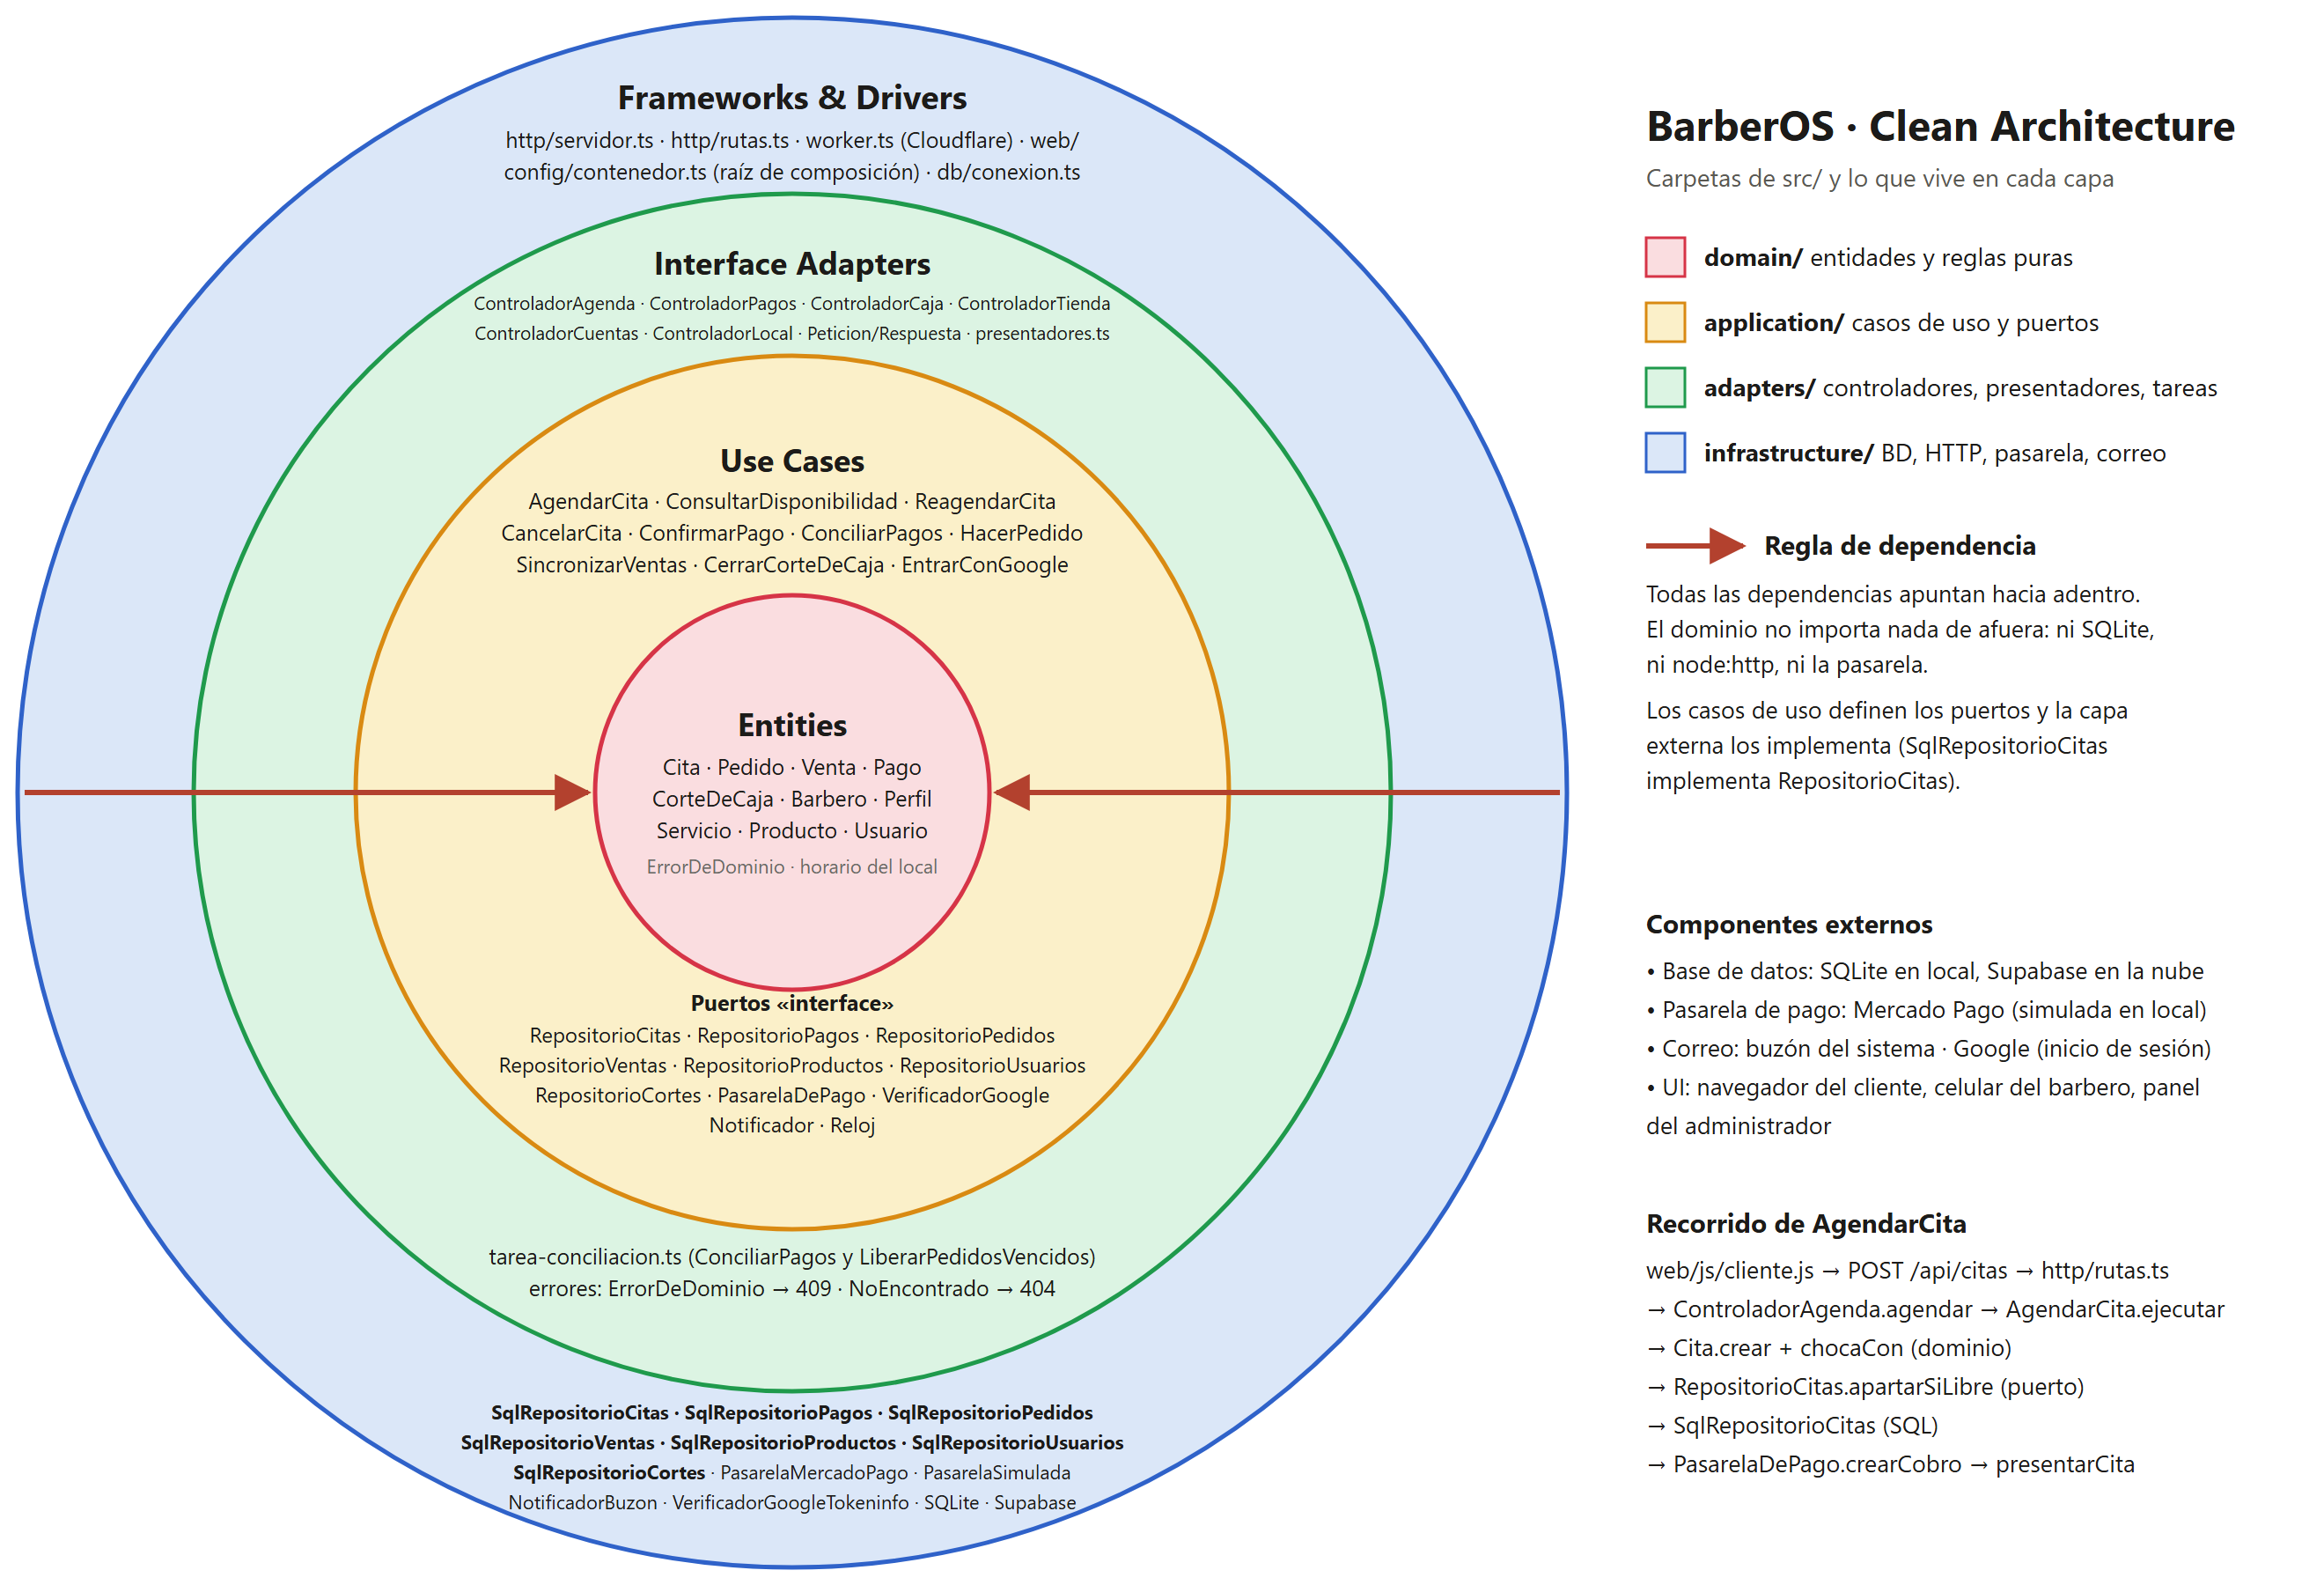 Frameworks & Drivers
http/servidor.ts · http/rutas.ts · worker.ts (Cloudflare) · web/
config/contenedor.ts (raíz de composición) · db/conexion.ts
Interface Adapters
ControladorAgenda · ControladorPagos · ControladorCaja · ControladorTienda
ControladorCuentas · ControladorLocal · Peticion/Respuesta · presentadores.ts
Use Cases
AgendarCita · ConsultarDisponibilidad · ReagendarCita
CancelarCita · ConfirmarPago · ConciliarPagos · HacerPedido
SincronizarVentas · CerrarCorteDeCaja · EntrarConGoogle
Entities
Cita · Pedido · Venta · Pago
CorteDeCaja · Barbero · Perfil
Servicio · Producto · Usuario
ErrorDeDominio · horario del local
Puertos «interface»
RepositorioCitas · RepositorioPagos · RepositorioPedidos
RepositorioVentas · RepositorioProductos · RepositorioUsuarios
RepositorioCortes · PasarelaDePago · VerificadorGoogle
Notificador · Reloj
tarea-conciliacion.ts (ConciliarPagos y LiberarPedidosVencidos)
errores: ErrorDeDominio → 409 · NoEncontrado → 404
SqlRepositorioCitas · SqlRepositorioPagos · SqlRepositorioPedidos
SqlRepositorioVentas · SqlRepositorioProductos · SqlRepositorioUsuarios
SqlRepositorioCortes · PasarelaMercadoPago · PasarelaSimulada
NotificadorBuzon · VerificadorGoogleTokeninfo · SQLite · Supabase
BarberOS · Clean Architecture
Carpetas de src/ y lo que vive en cada capa
domain/ entidades y reglas puras
application/ casos de uso y puertos
adapters/ controladores, presentadores, tareas
infrastructure/ BD, HTTP, pasarela, correo
Regla de dependencia
Todas las dependencias apuntan hacia adentro.
El dominio no importa nada de afuera: ni SQLite,
ni node:http, ni la pasarela.
Los casos de uso definen los puertos y la capa
externa los implementa (SqlRepositorioCitas
implementa RepositorioCitas).
Componentes externos
• Base de datos: SQLite en local, Supabase en la nube
• Pasarela de pago: Mercado Pago (simulada en local)
• Correo: buzón del sistema · Google (inicio de sesión)
• UI: navegador del cliente, celular del barbero, panel
del administrador
Recorrido de AgendarCita
web/js/cliente.js → POST /api/citas → http/rutas.ts
→ ControladorAgenda.agendar → AgendarCita.ejecutar
→ Cita.crear + chocaCon (dominio)
→ RepositorioCitas.apartarSiLibre (puerto)
→ SqlRepositorioCitas (SQL)
→ PasarelaDePago.crearCobro → presentarCita